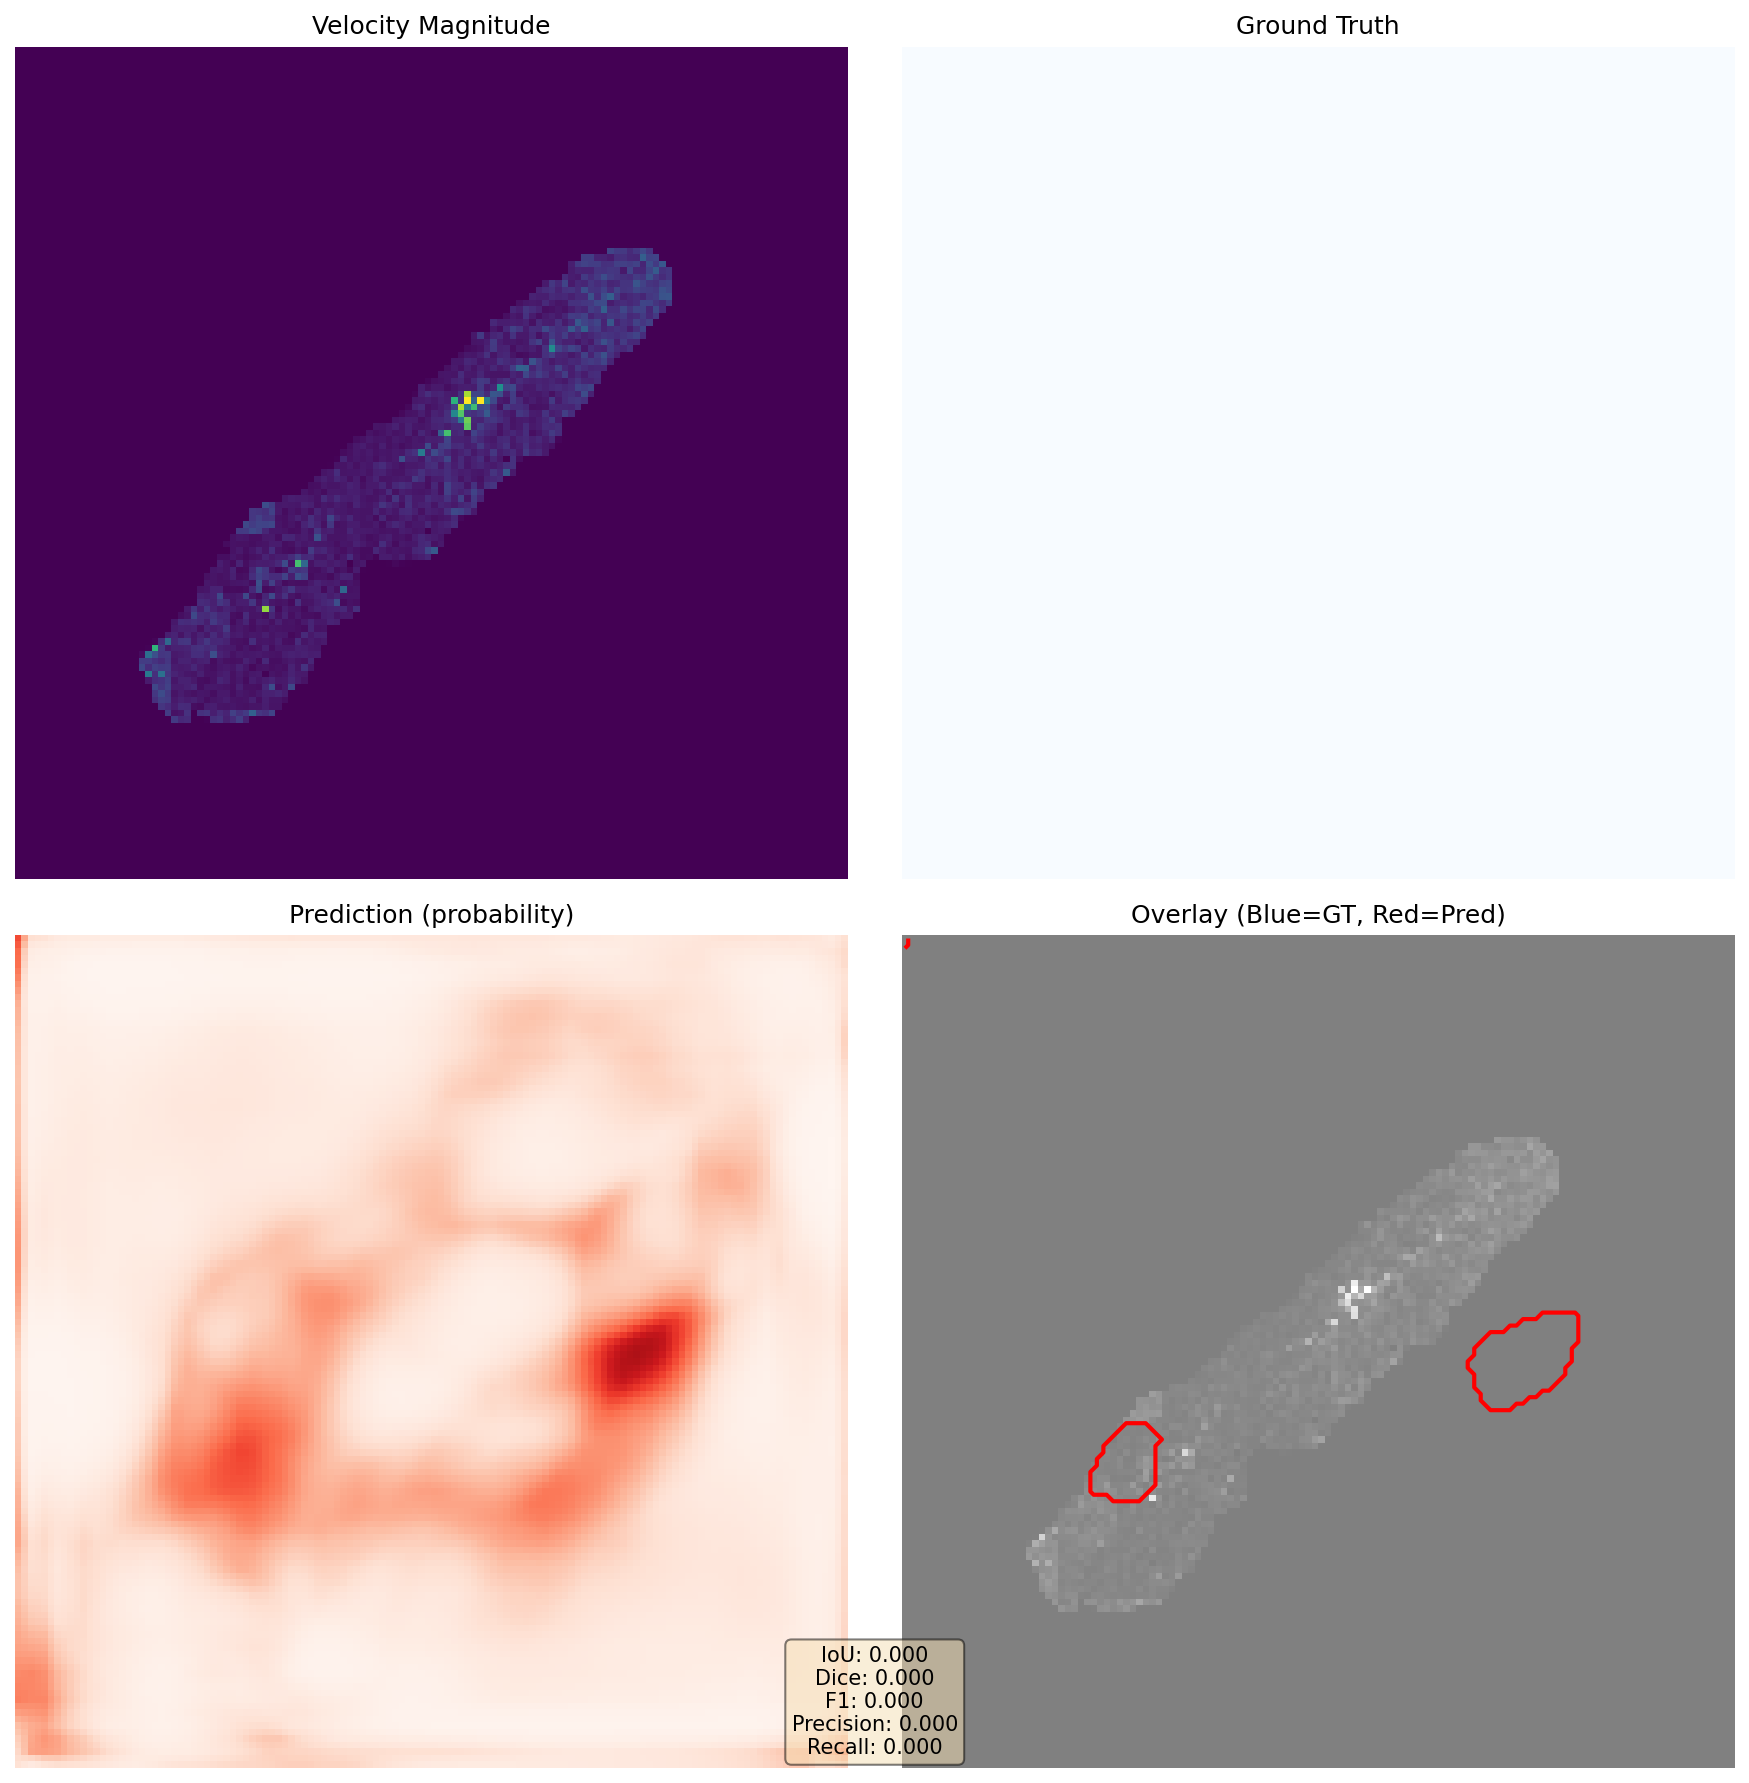 Velocity Magnitude
Ground Truth
Prediction (probability)
Overlay (Blue=GT, Red=Pred)
IoU: 0.000
Dice: 0.000
F1: 0.000
Precision: 0.000
Recall: 0.000